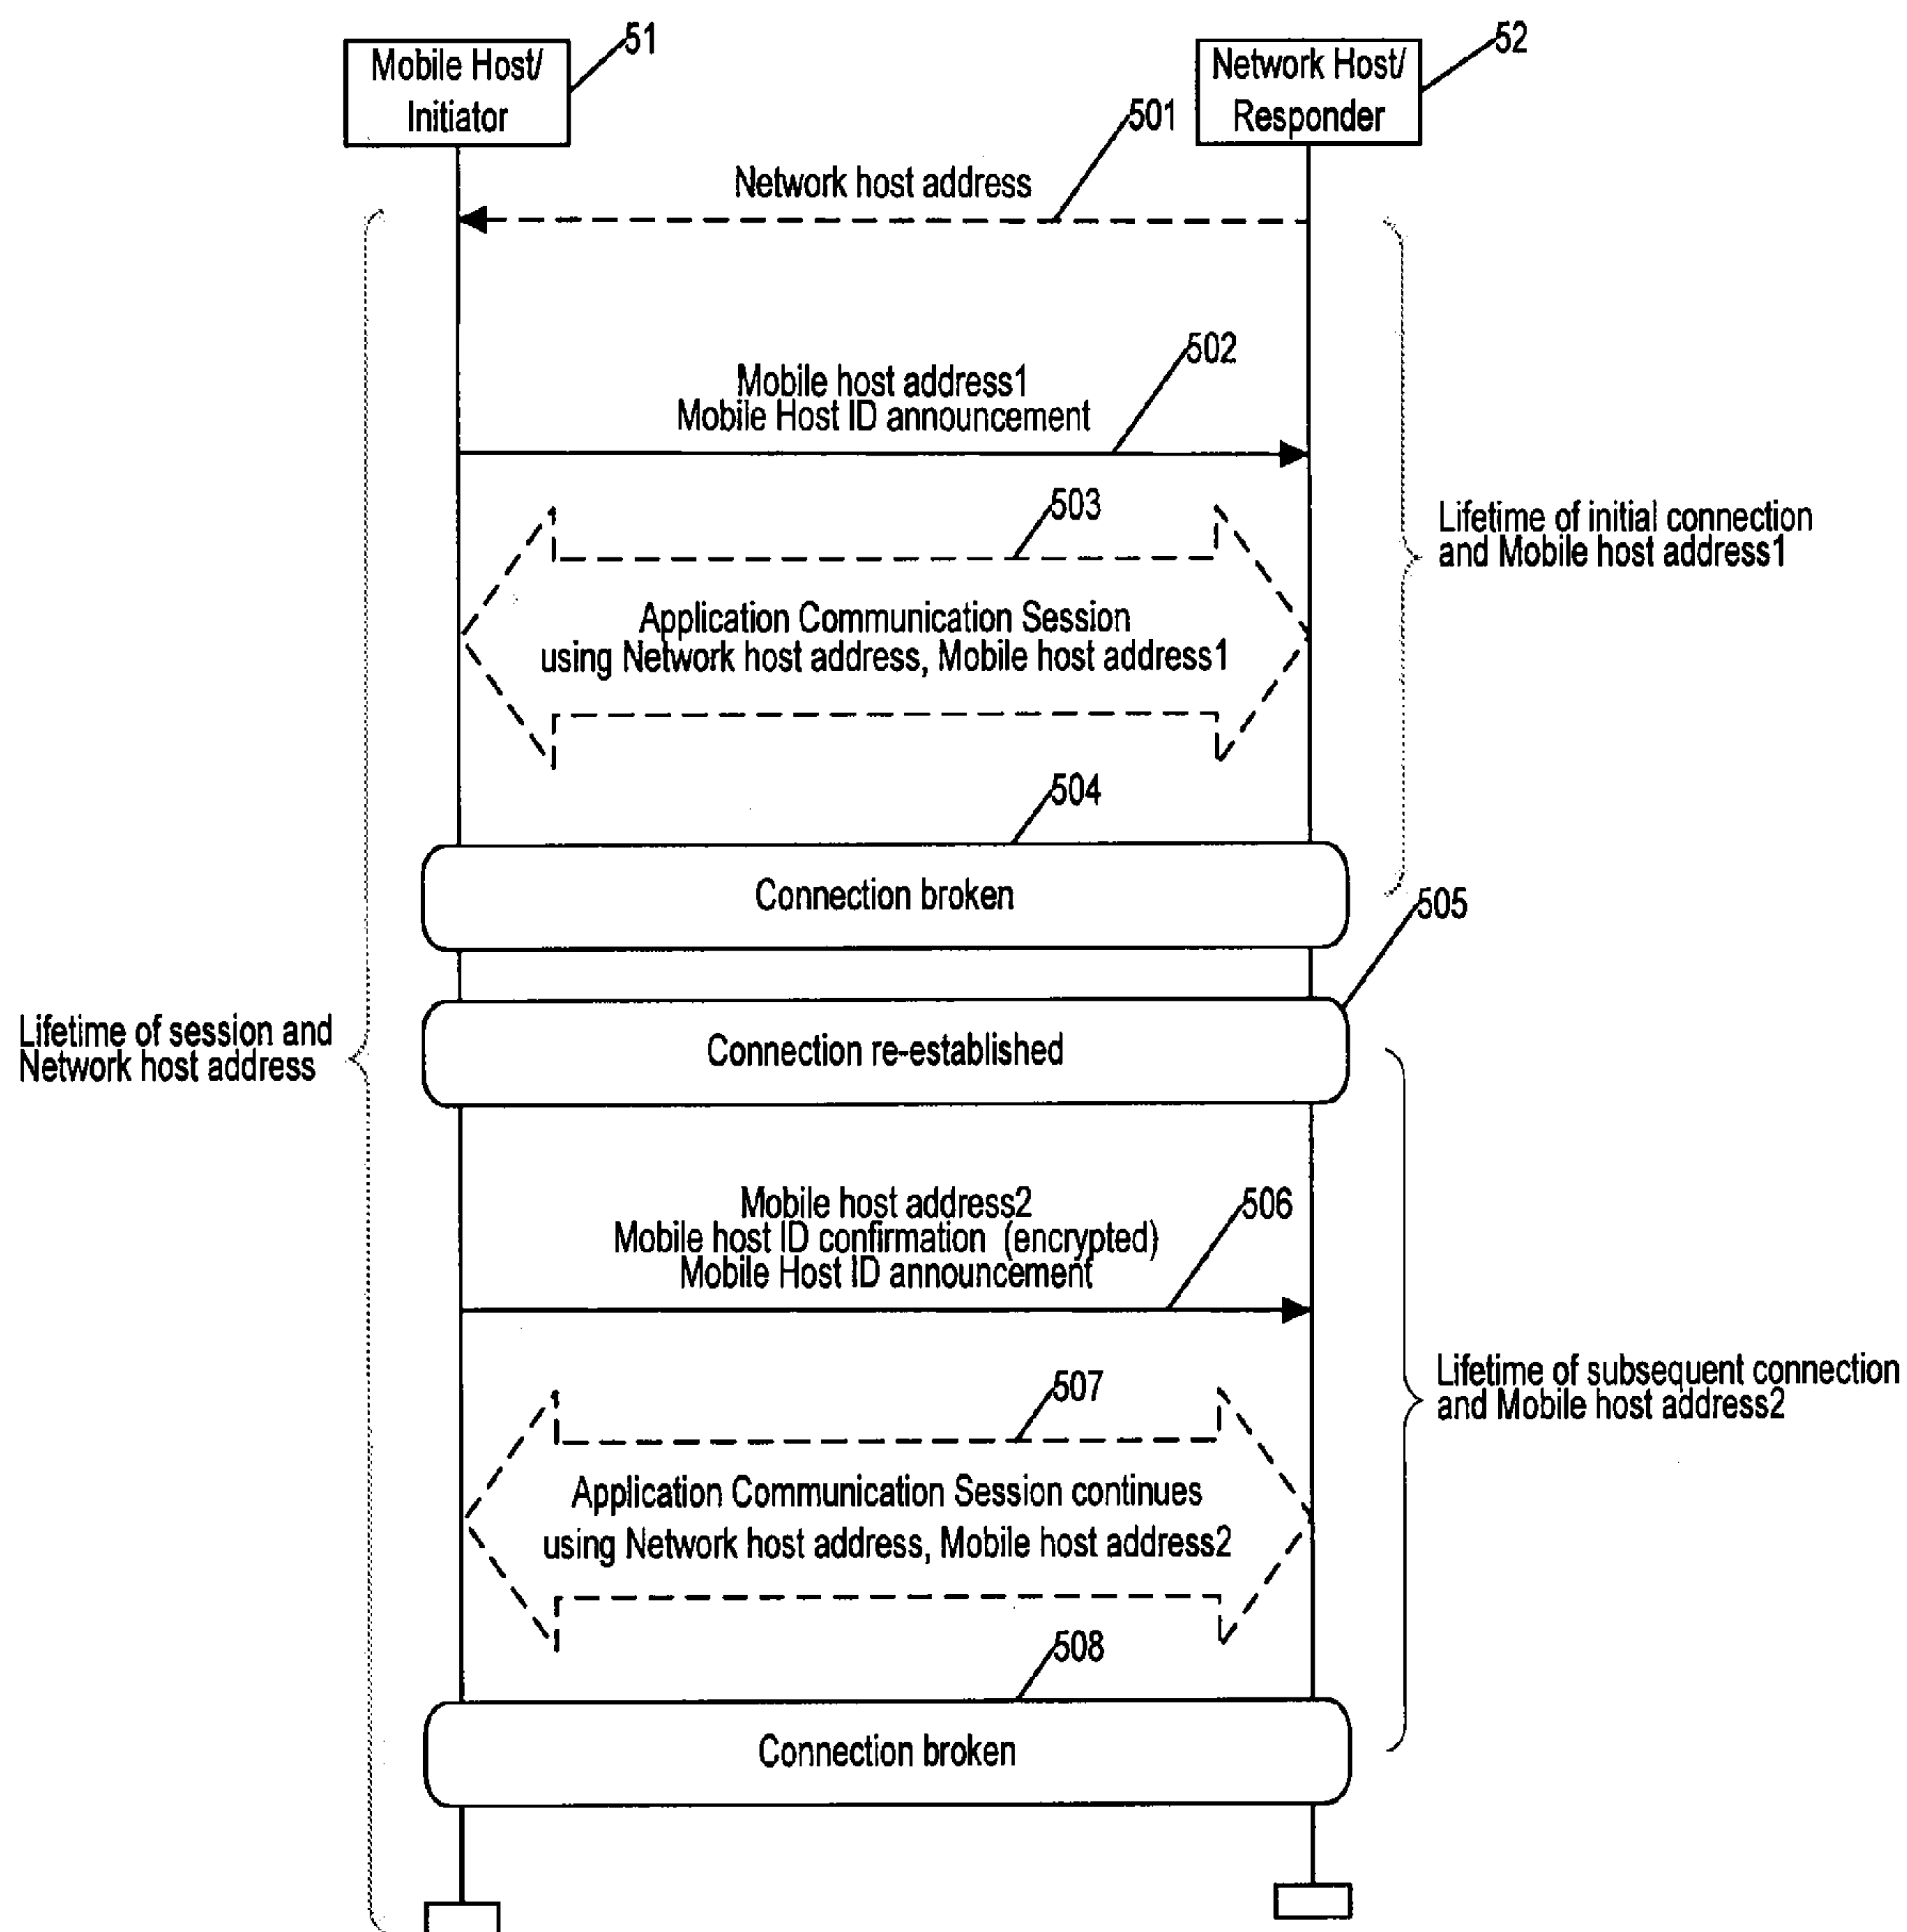 51
52
Mobile Host/
Initiator
Network Host/
Responder
501
Network host address
502
Mobile host address1
Mobile Host ID announcement
503
Lifetime of initial connection
and Mobile host address1
Application Communication Session
using Network host address, Mobile host address1
504
Connection broken
505
Lifetime of session and
Network host address
Connection re-established
Mobile host address2
506
Mobile host ID confirmation (encrypted)
Mobile Host ID announcement
507
Lifetime of subsequent connection
and Mobile host address2
Application Communication Session continues
using Network host address, Mobile host address2
508
Connection broken